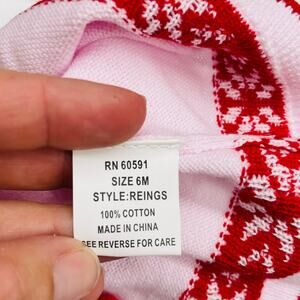 RN 60591
SIZE 6M
STYLE:REINGS
100% COTTON
MADE IN CHINA
SEE REVERSE FOR CARE